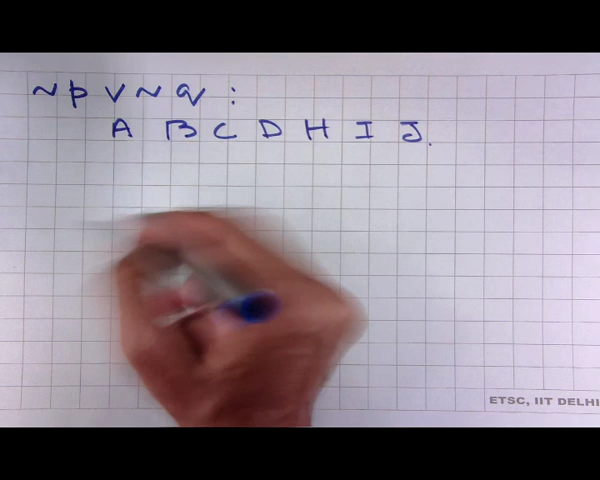 ~p ∨ ~q :
A B C D H I J.
ETSC, IIT DELHI